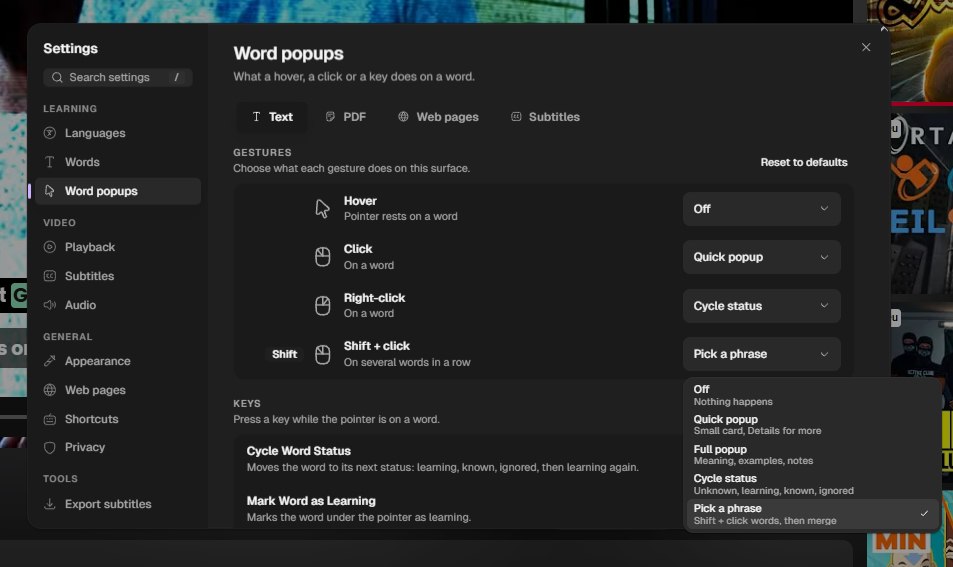 Settings
Search settings /
LEARNING
Languages
Words
Word popups
VIDEO
Playback
Subtitles
Audio
GENERAL
Appearance
Web pages
Shortcuts
Privacy
TOOLS
Export subtitles
Word popups
What a hover, a click or a key does on a word.
Text PDF Web pages Subtitles
GESTURES
Choose what each gesture does on this surface.
Reset to defaults
Hover
Pointer rests on a word
Off
Click
On a word
Quick popup
Right-click
On a word
Cycle status
Shift
Shift + click
On several words in a row
Pick a phrase
KEYS
Press a key while the pointer is on a word.
Cycle Word Status
Moves the word to its next status: learning, known, ignored, then learning again.
Mark Word as Learning
Marks the word under the pointer as learning.
Off
Nothing happens
Quick popup
Small card, Details for more
Full popup
Meaning, examples, notes
Cycle status
Unknown, learning, known, ignored
Pick a phrase
Shift + click words, then merge
MIN